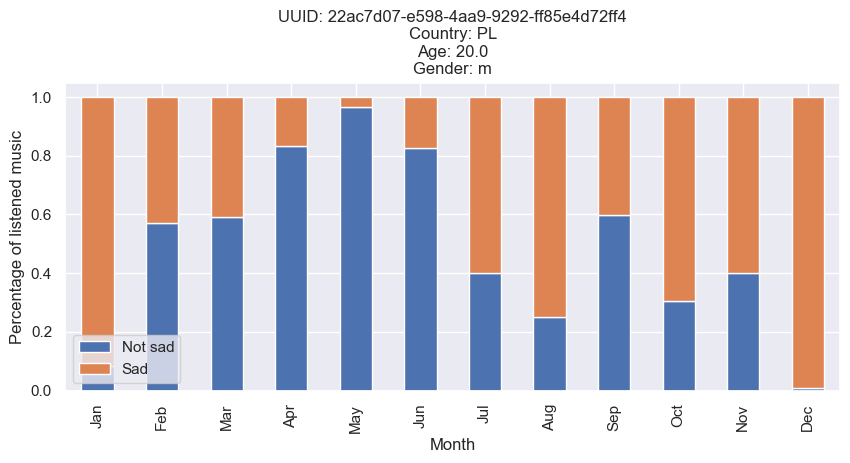 UUID: 22ac7d07-e598-4aa9-9292-ff85e4d72ff4
Country: PL
Age: 20.0
Gender: m
Percentage of listened music
1.0
0.8
0.6
0.4
0.2
0.0
Not sad
Sad
Jan
Feb
Mar
Apr
May
Jun
Jul
Aug
Sep
Oct
Nov
Dec
Month